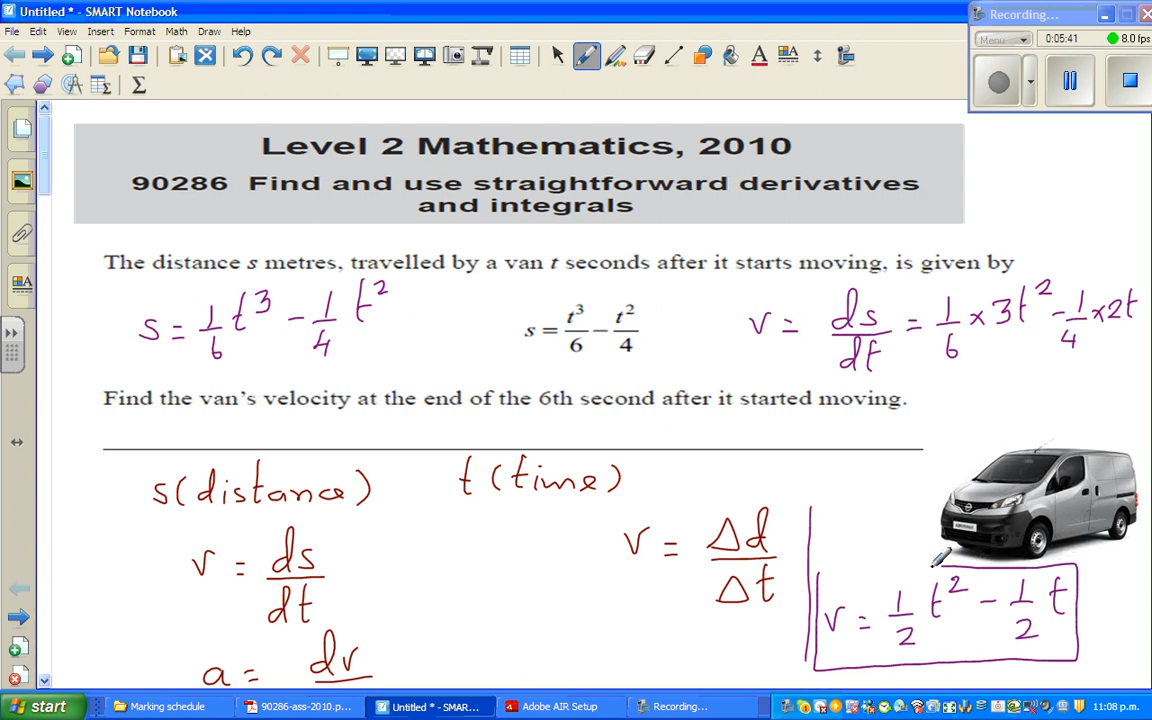 Untitled * - SMART Notebook
File Edit View Insert Format Math Draw Help
Recording...
Menu
0:05:41
8.0 fps
Level 2 Mathematics, 2010
90286 Find and use straightforward derivatives
and integrals
The distance s metres, travelled by a van t seconds after it starts moving, is given by
s = 1/6 t^3 - 1/4 t^2
s = t^3/6 - t^2/4
v = ds/dt = 1/6 × 3t^2 - 1/4 × 2t
Find the van's velocity at the end of the 6th second after it started moving.
s (distance)
t (time)
v = ds/dt
v = Δd/Δt
v = 1/2 t^2 - 1/2 t
a = dv
start
Marking schedule
90286-ass-2010.p...
Untitled * - SMAR...
Adobe AIR Setup
Recording...
11:08 p.m.